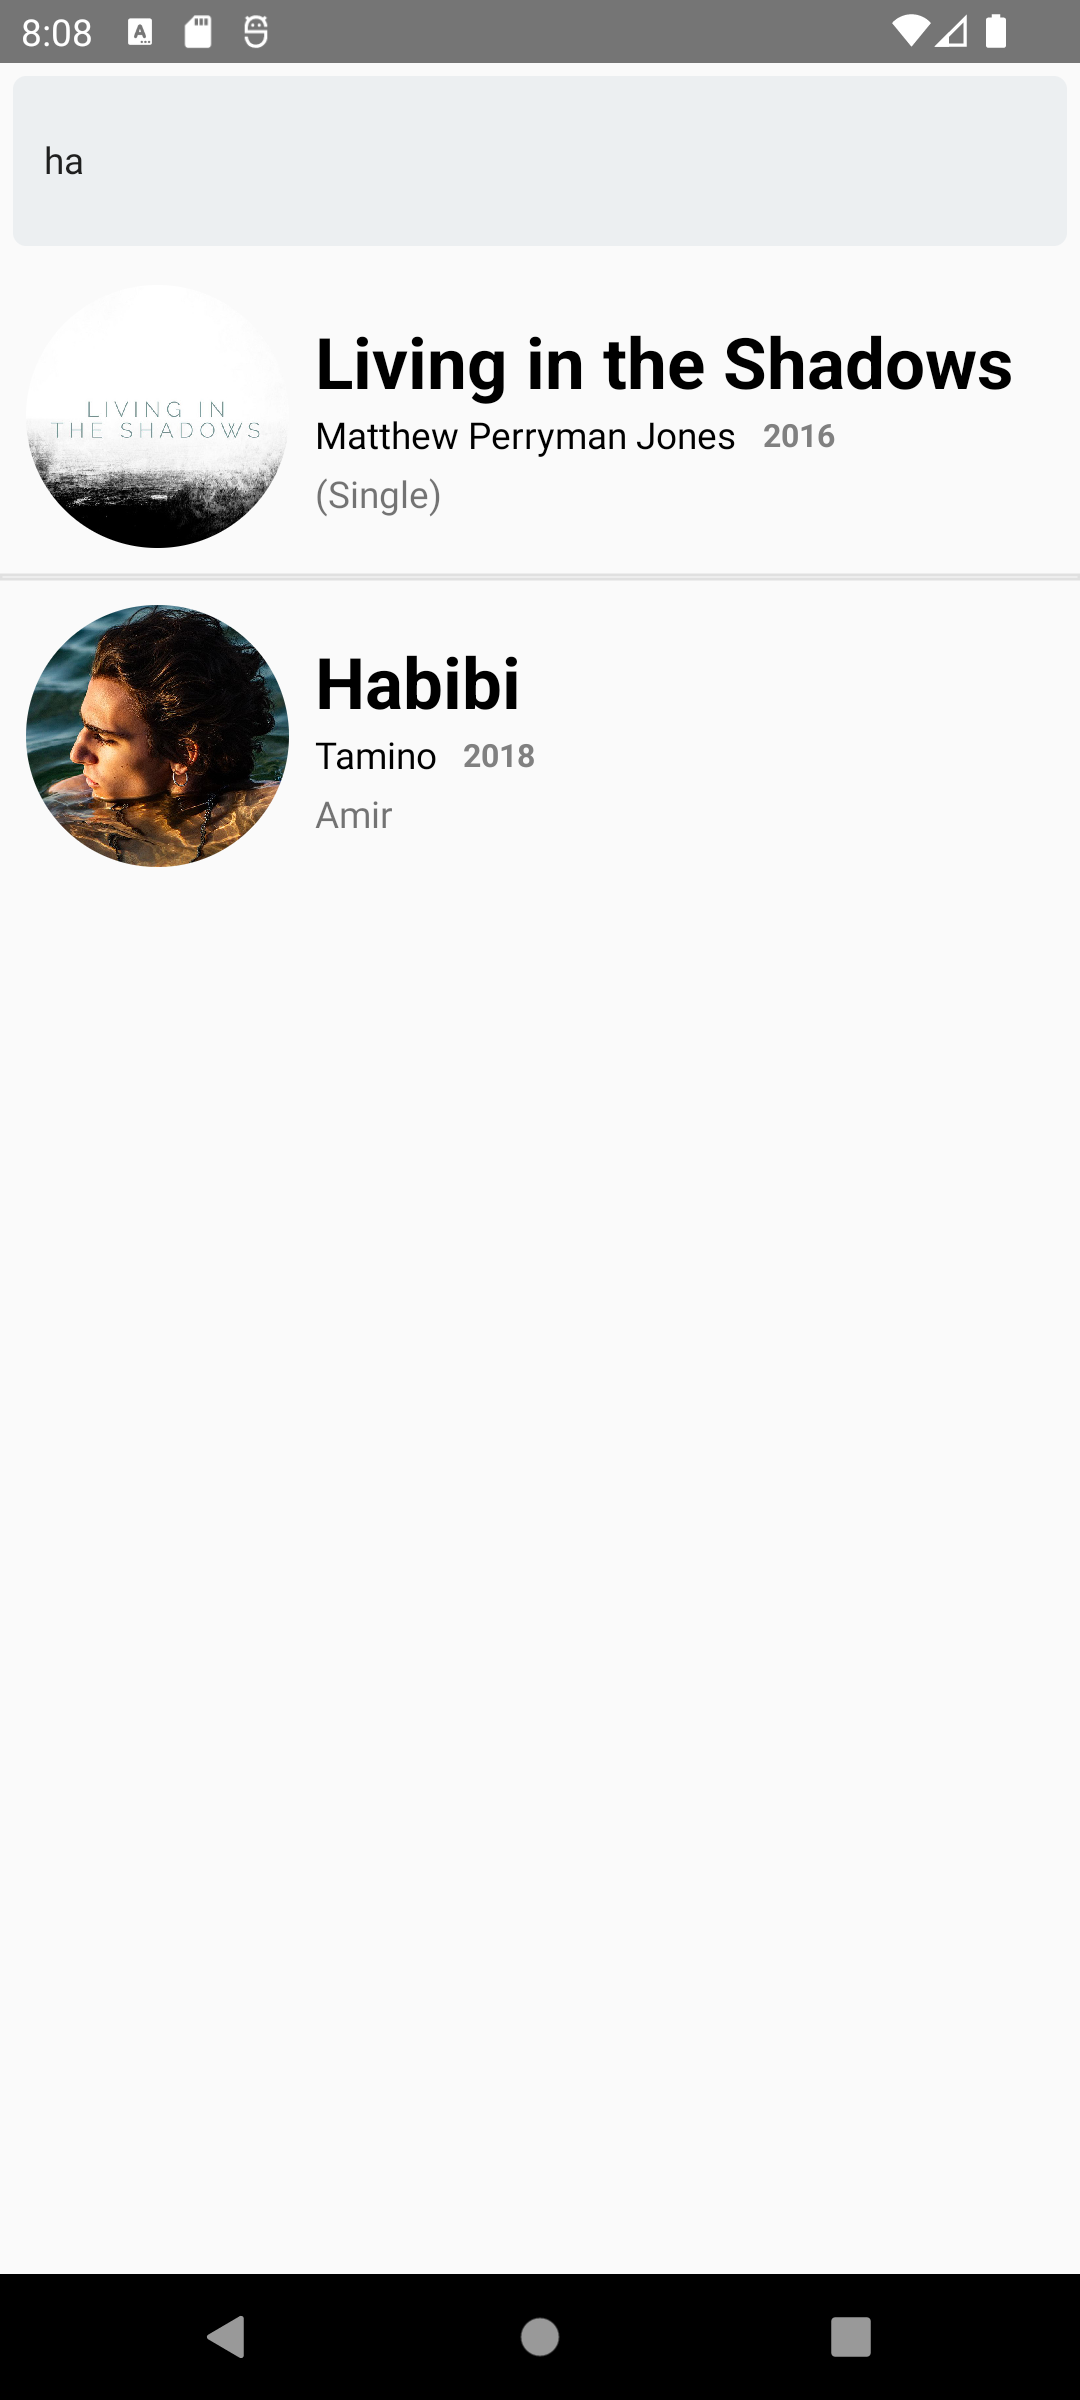 8:08
ha
LIVING IN
THE SHADOWS
Living in the Shadows
Matthew Perryman Jones 2016
(Single)
Habibi
Tamino 2018
Amir